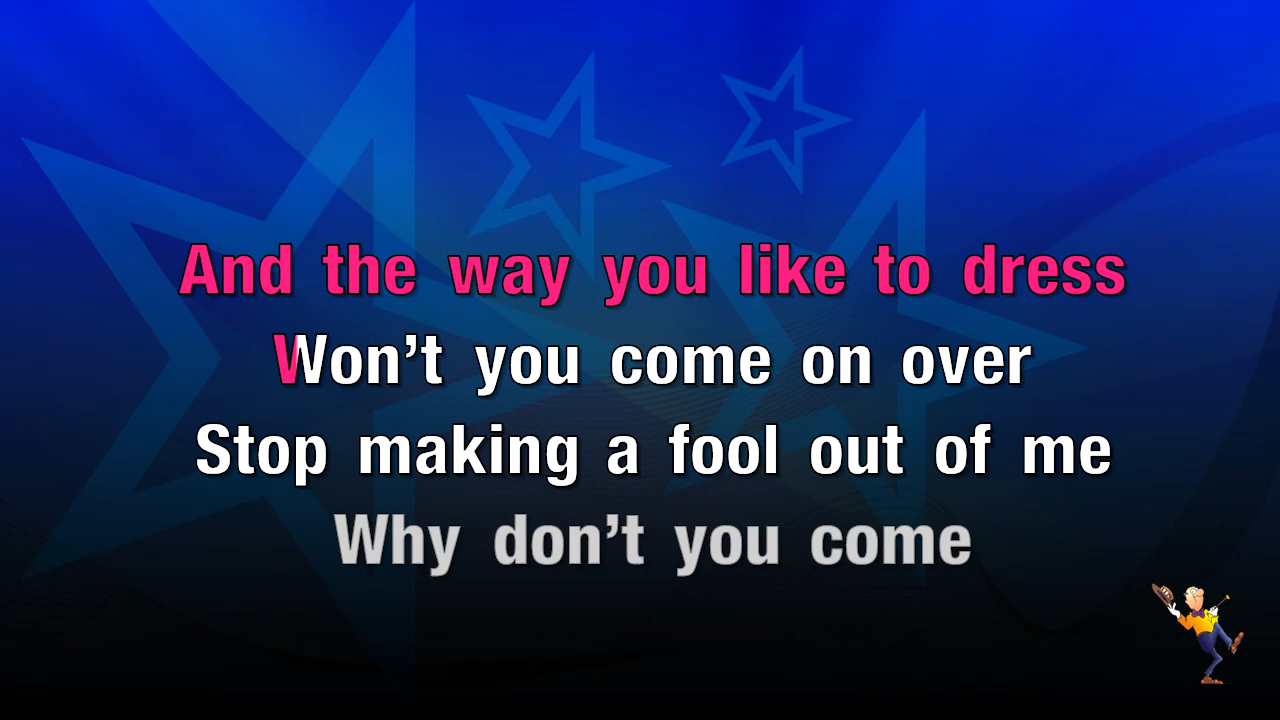 And the way you like to dress
Won’t you come on over
Stop making a fool out of me
Why don’t you come